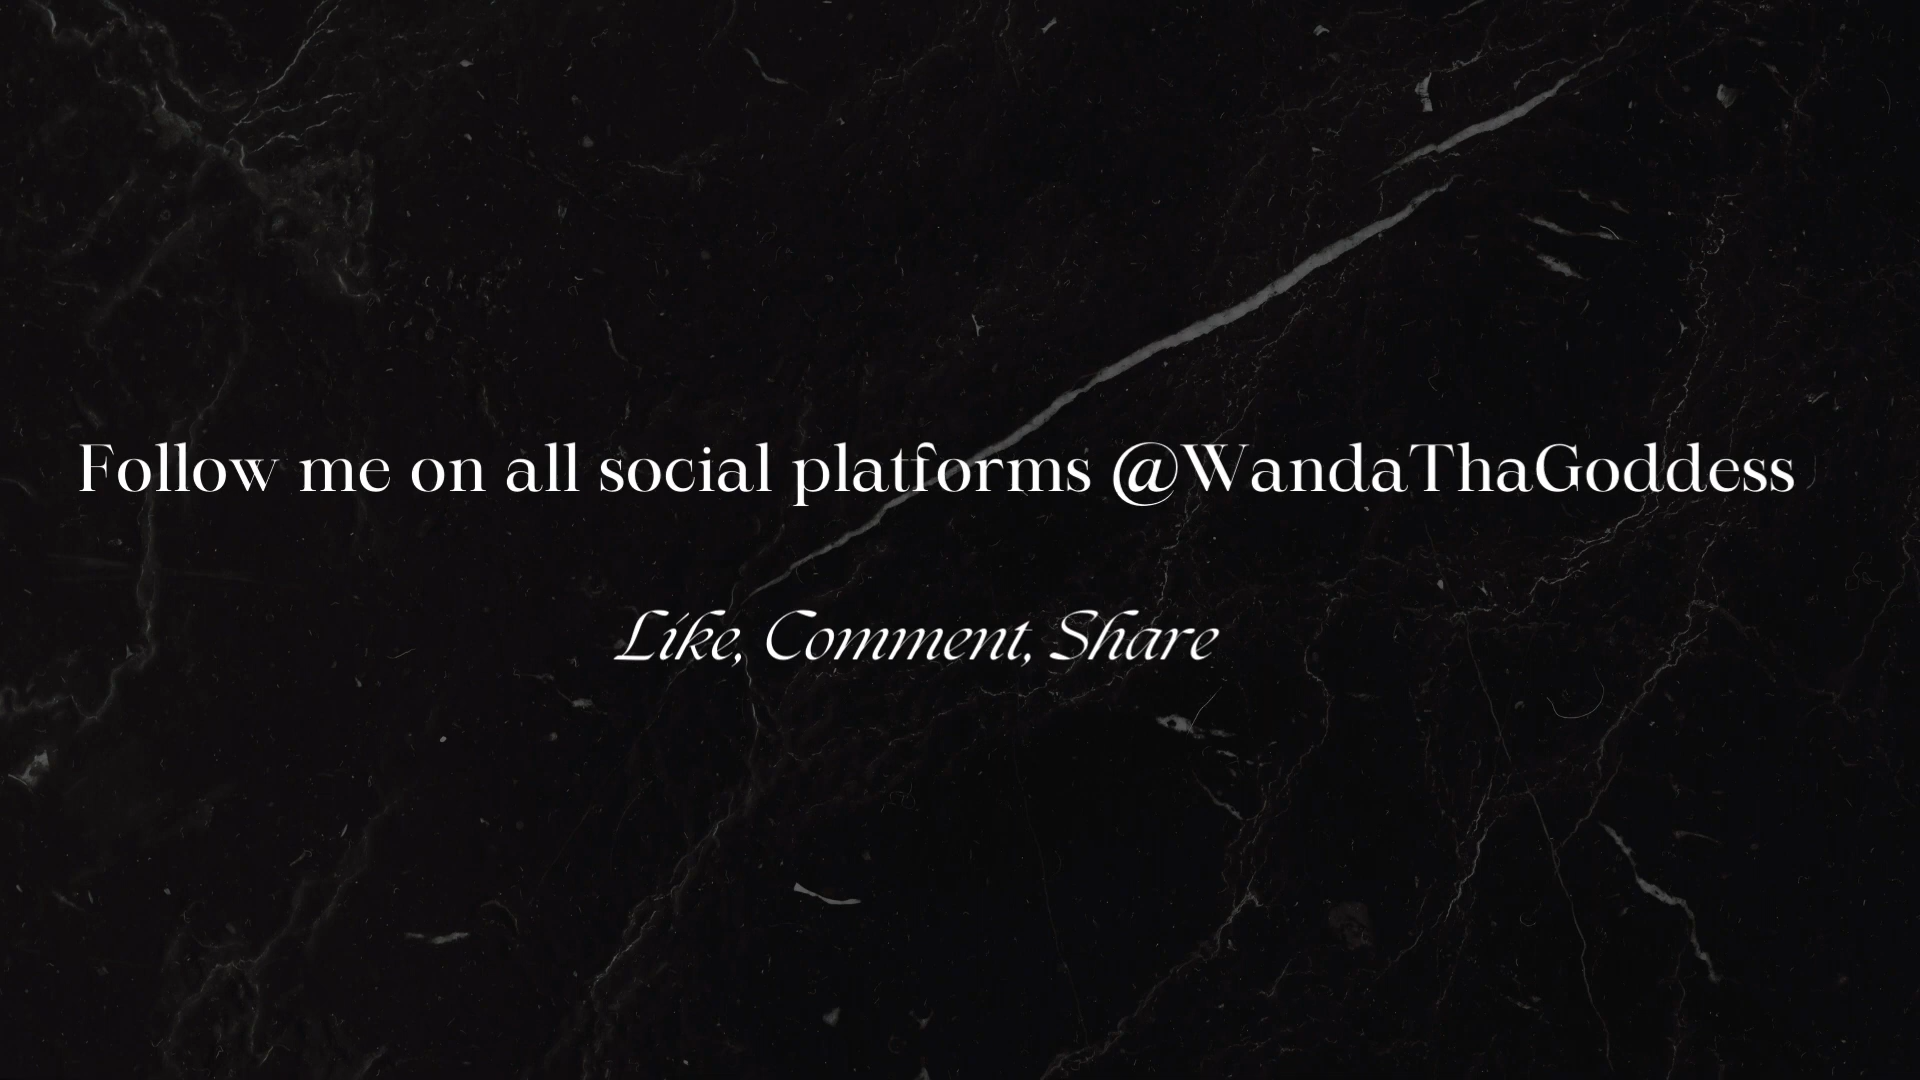 Follow me on all social platforms @WandaThaGoddess
Like, Comment, Share